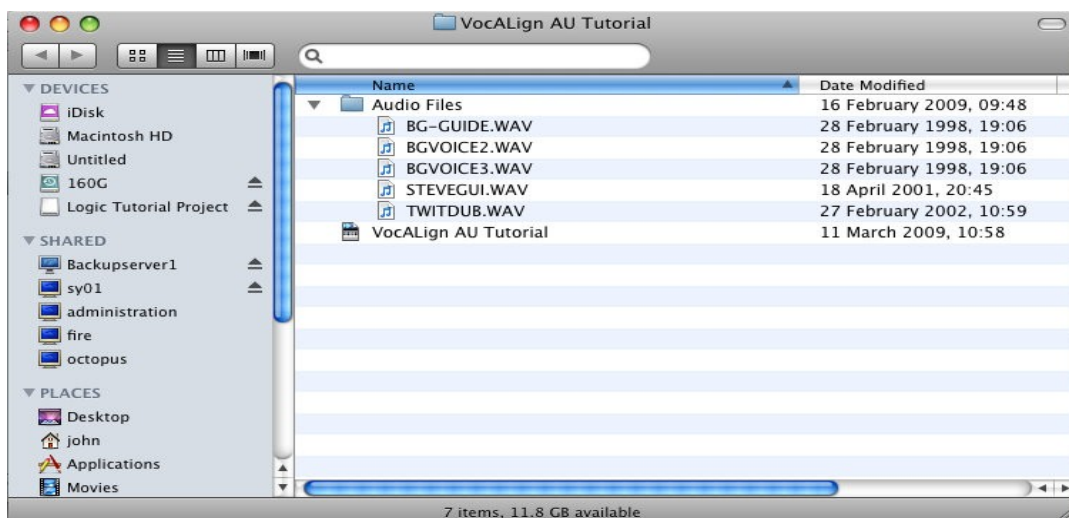 VocALign AU Tutorial
DEVICES
iDisk
Macintosh HD
Untitled
160G
Logic Tutorial Project
SHARED
Backupserver1
sy01
administration
fire
octopus
PLACES
Desktop
john
Applications
Movies
Name Date Modified
Audio Files 16 February 2009, 09:48
BG-GUIDE.WAV 28 February 1998, 19:06
BGVOICE2.WAV 28 February 1998, 19:06
BGVOICE3.WAV 28 February 1998, 19:06
STEVEGUI.WAV 18 April 2001, 20:45
TWITDUB.WAV 27 February 2002, 10:59
VocALign AU Tutorial 11 March 2009, 10:58
7 items, 11.8 GB available